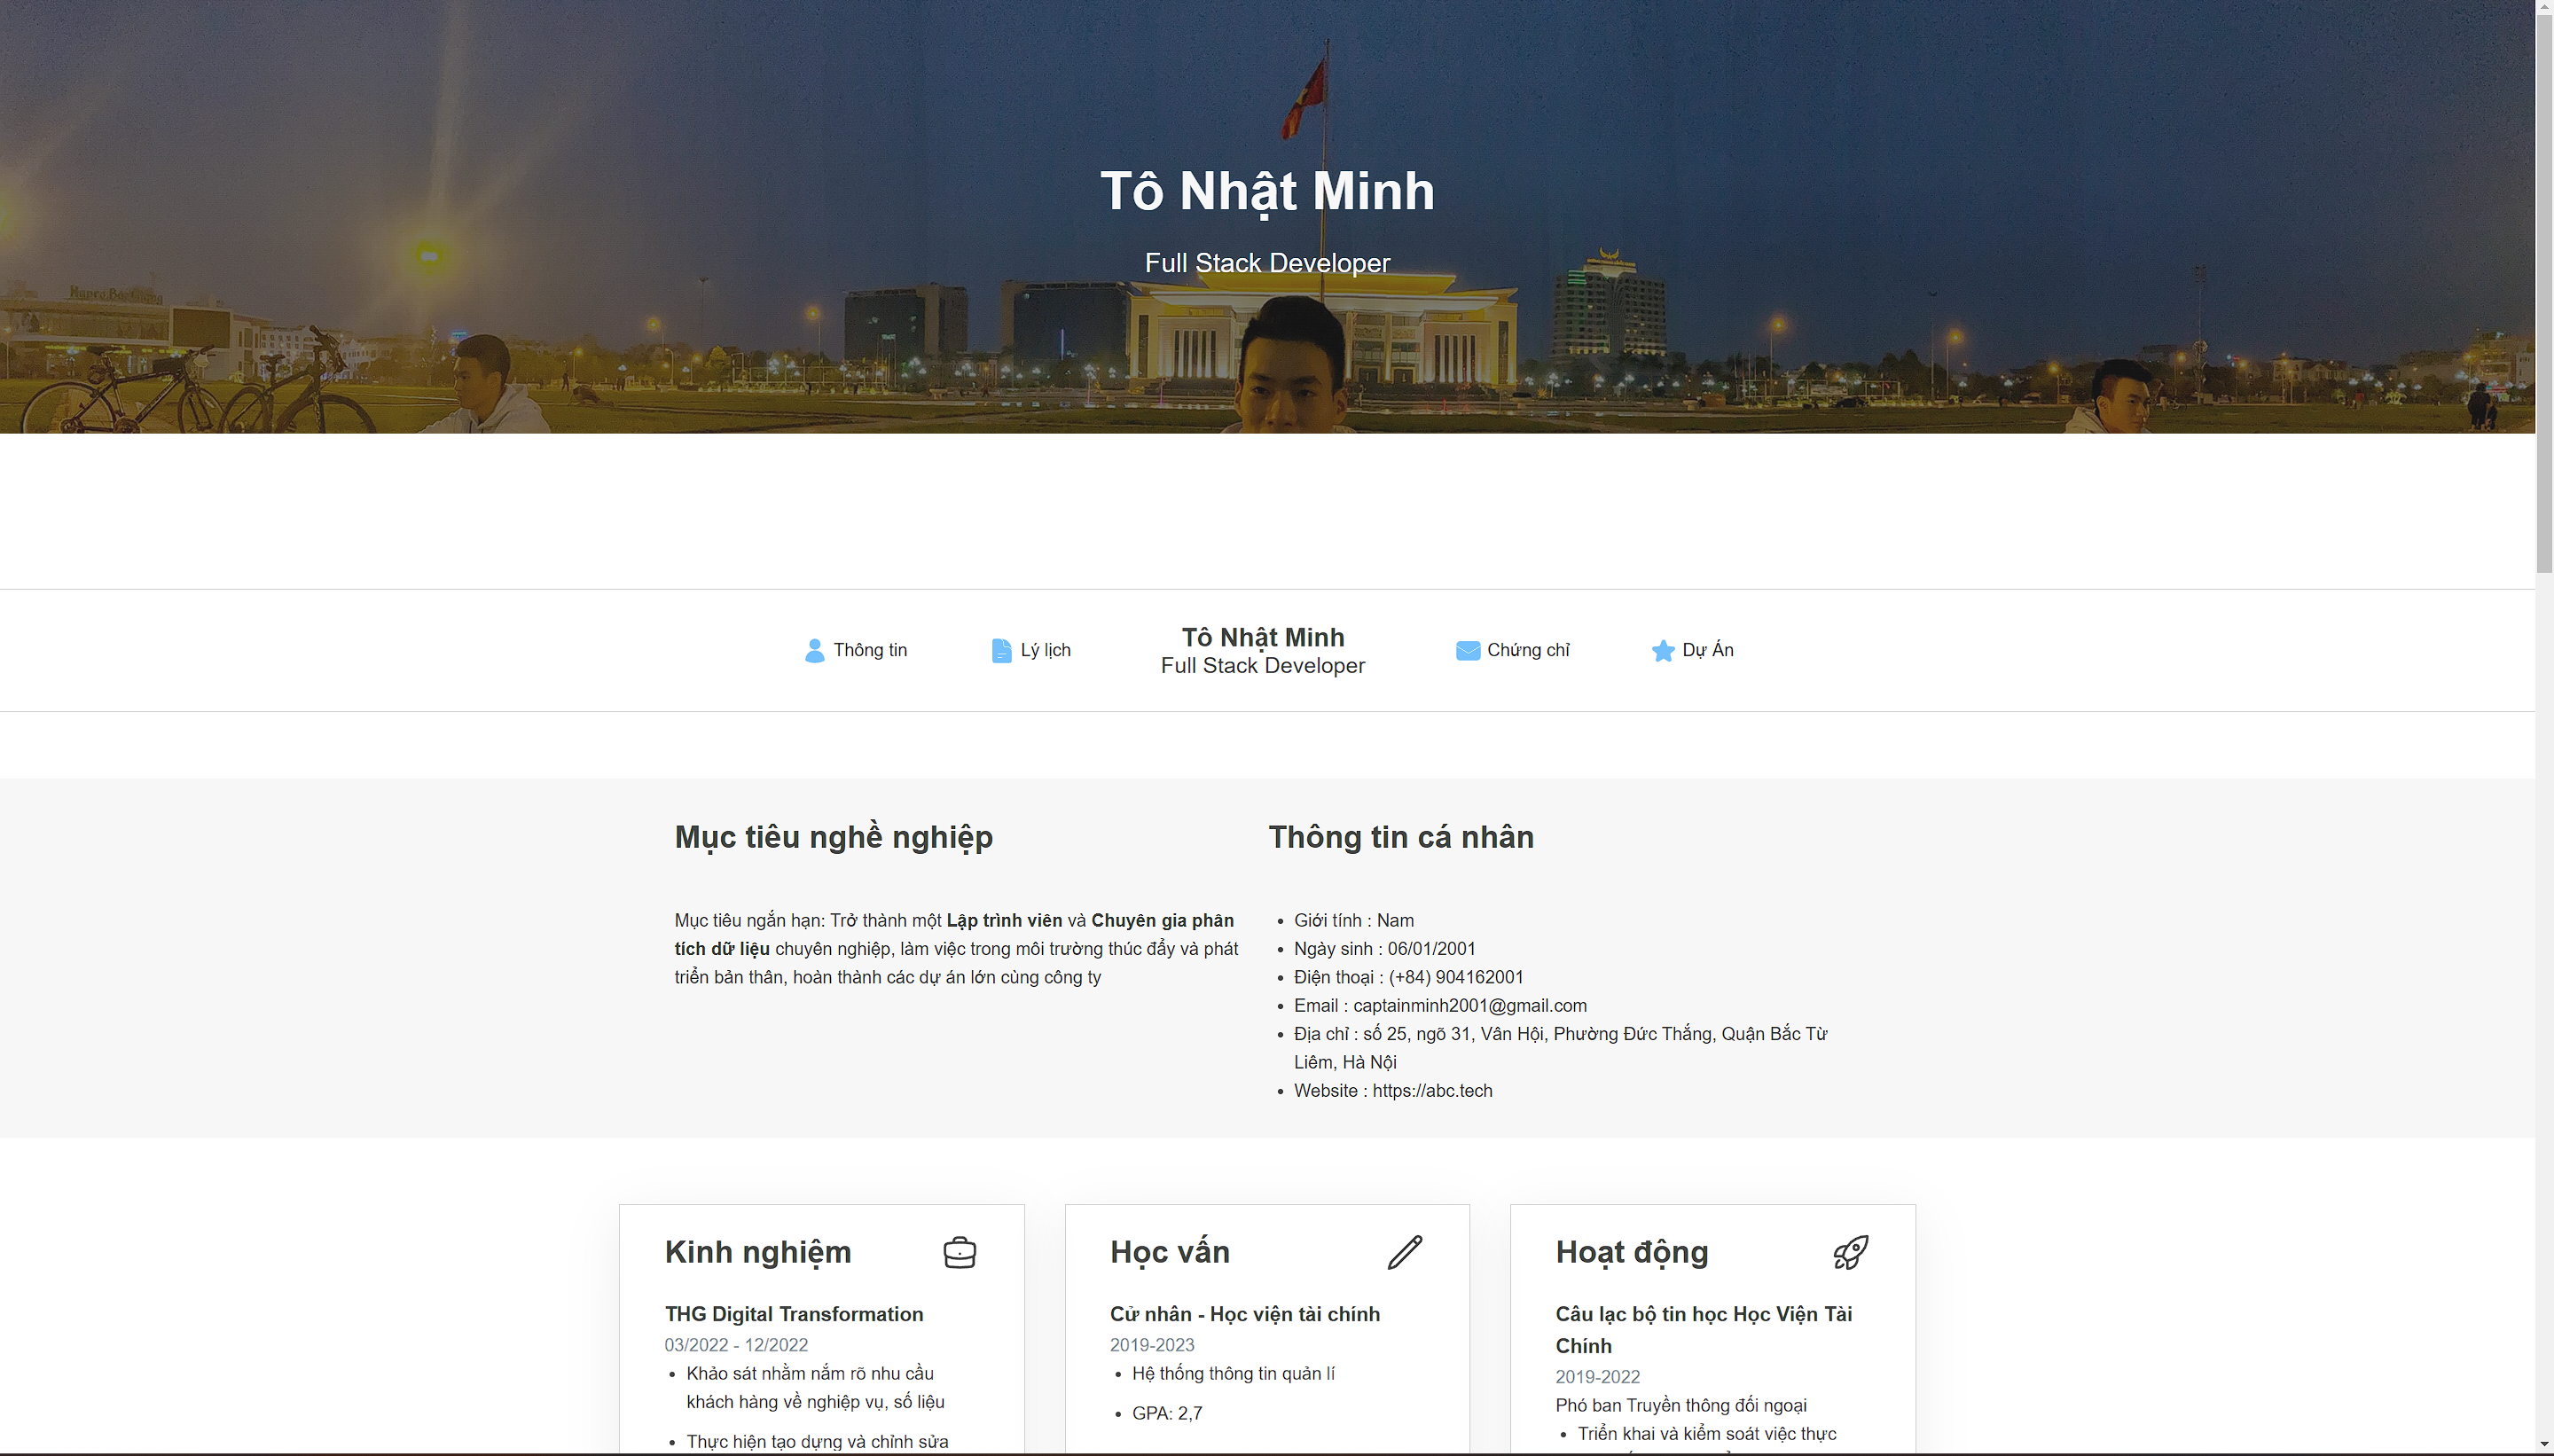 Tô Nhật Minh
Full Stack Developer
Thông tin
Lý lịch
Tô Nhật Minh
Full Stack Developer
Chứng chỉ
Dự Án
Mục tiêu nghề nghiệp
Mục tiêu ngắn hạn: Trở thành một Lập trình viên và Chuyên gia phân
tích dữ liệu chuyên nghiệp, làm việc trong môi trường thúc đẩy và phát
triển bản thân, hoàn thành các dự án lớn cùng công ty
Thông tin cá nhân
Giới tính : Nam
Ngày sinh : 06/01/2001
Điện thoại : (+84) 904162001
Email : captainminh2001@gmail.com
Địa chỉ : số 25, ngõ 31, Văn Hội, Phường Đức Thắng, Quận Bắc Từ
Liêm, Hà Nội
Website : https://abc.tech
Kinh nghiệm
THG Digital Transformation
03/2022 - 12/2022
Khảo sát nhằm nắm rõ nhu cầu
khách hàng về nghiệp vụ, số liệu
Thực hiện tạo dựng và chỉnh sửa
Học vấn
Cử nhân - Học viện tài chính
2019-2023
Hệ thống thông tin quản lí
GPA: 2,7
Hoạt động
Câu lạc bộ tin học Học Viện Tài
Chính
2019-2022
Phó ban Truyền thông đối ngoại
Triển khai và kiểm soát việc thực